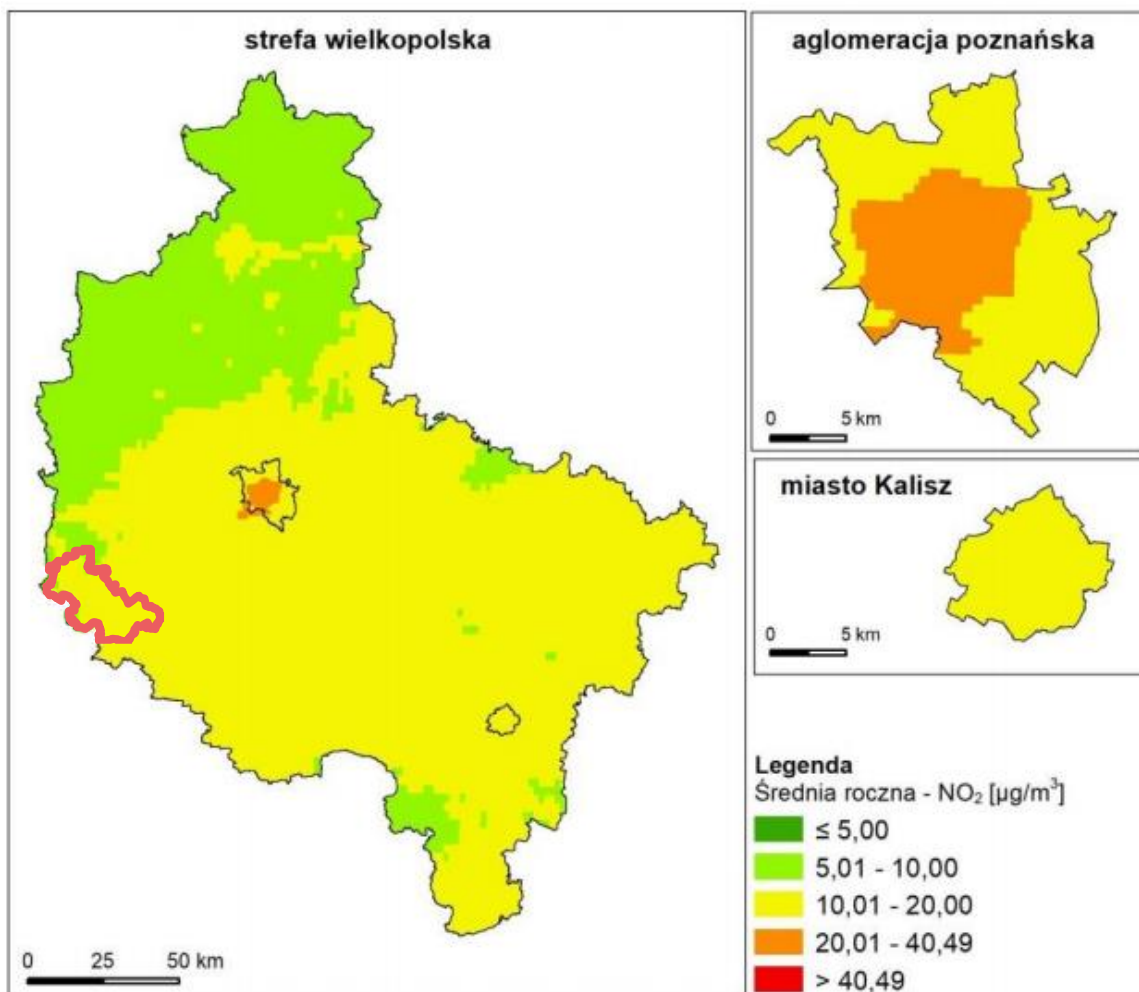 strefa wielkopolska
aglomeracja poznańska
0 5 km
miasto Kalisz
0 5 km
0 25 50 km
Legenda
Średnia roczna - NO₂ [µg/m³]
≤ 5,00
5,01 - 10,00
10,01 - 20,00
20,01 - 40,49
> 40,49